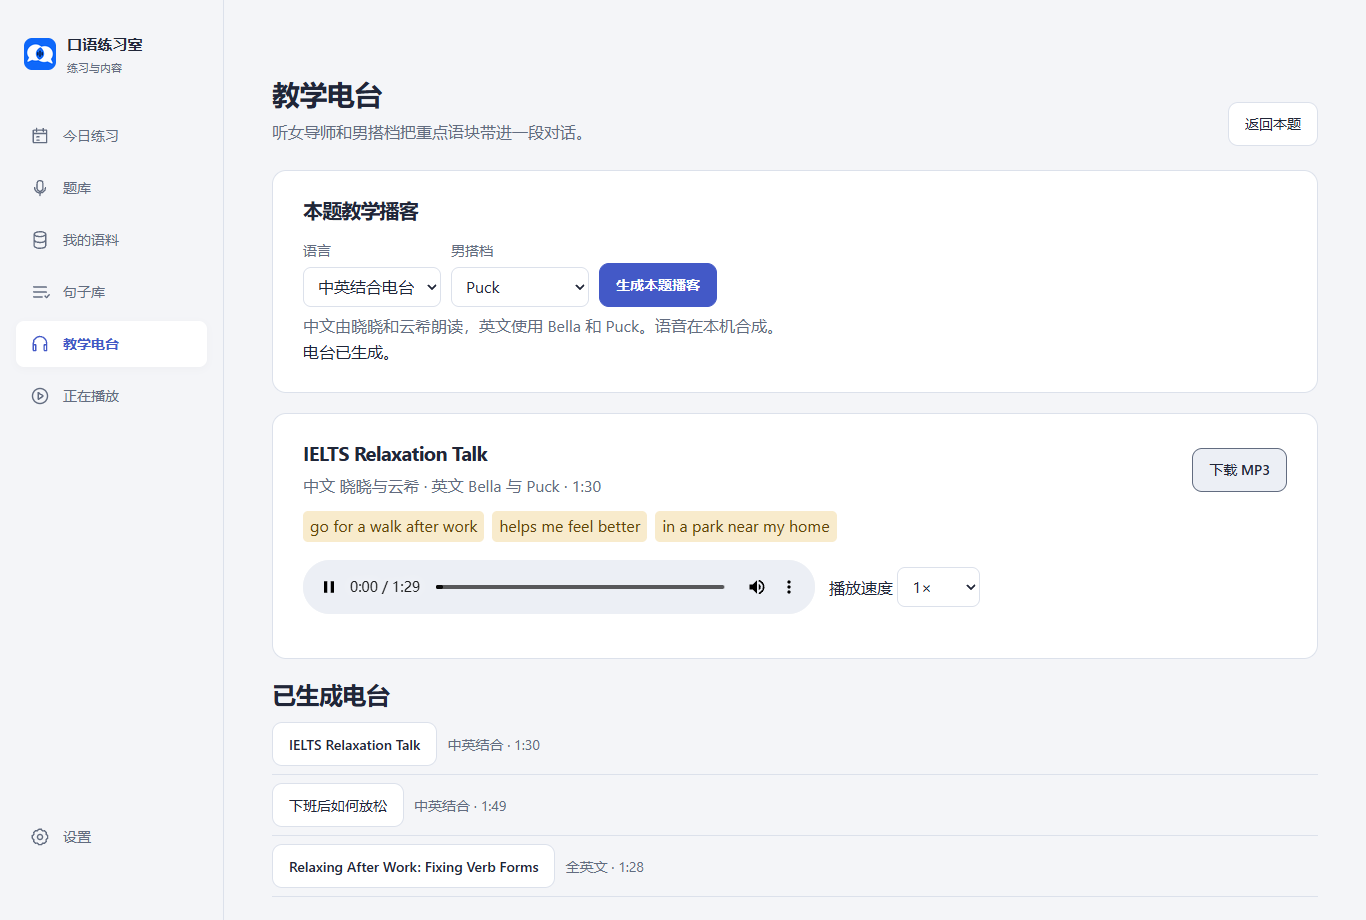 口语练习室
练习与内容
今日练习
题库
我的语料
句子库
教学电台
正在播放
设置
教学电台
听女导师和男搭档把重点语块带进一段对话。
返回本题
本题教学播客
语言
男搭档
中英结合电台
Puck
生成本题播客
中文由晓晓和云希朗读，英文使用 Bella 和 Puck。语音在本机合成。
电台已生成。
IELTS Relaxation Talk
中文 晓晓与云希 · 英文 Bella 与 Puck · 1:30
下载 MP3
go for a walk after work
helps me feel better
in a park near my home
0:00 / 1:29
播放速度
1×
已生成电台
IELTS Relaxation Talk
中英结合 · 1:30
下班后如何放松
中英结合 · 1:49
Relaxing After Work: Fixing Verb Forms
全英文 · 1:28